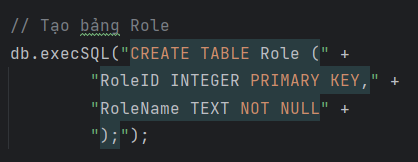 // Tạo bảng Role
db.execSQL("CREATE TABLE Role (" +
"RoleID INTEGER PRIMARY KEY," +
"RoleName TEXT NOT NULL" +
");");